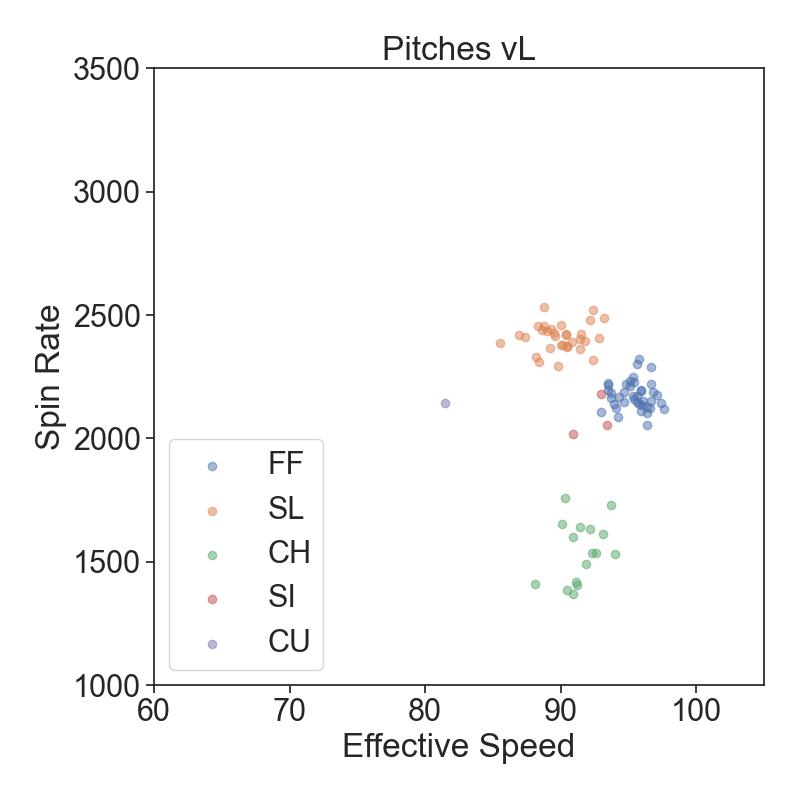 Pitches vL
3500
3000
2500
2000
1500
1000
Spin Rate
FF
SL
CH
SI
CU
60 70 80 90 100
Effective Speed